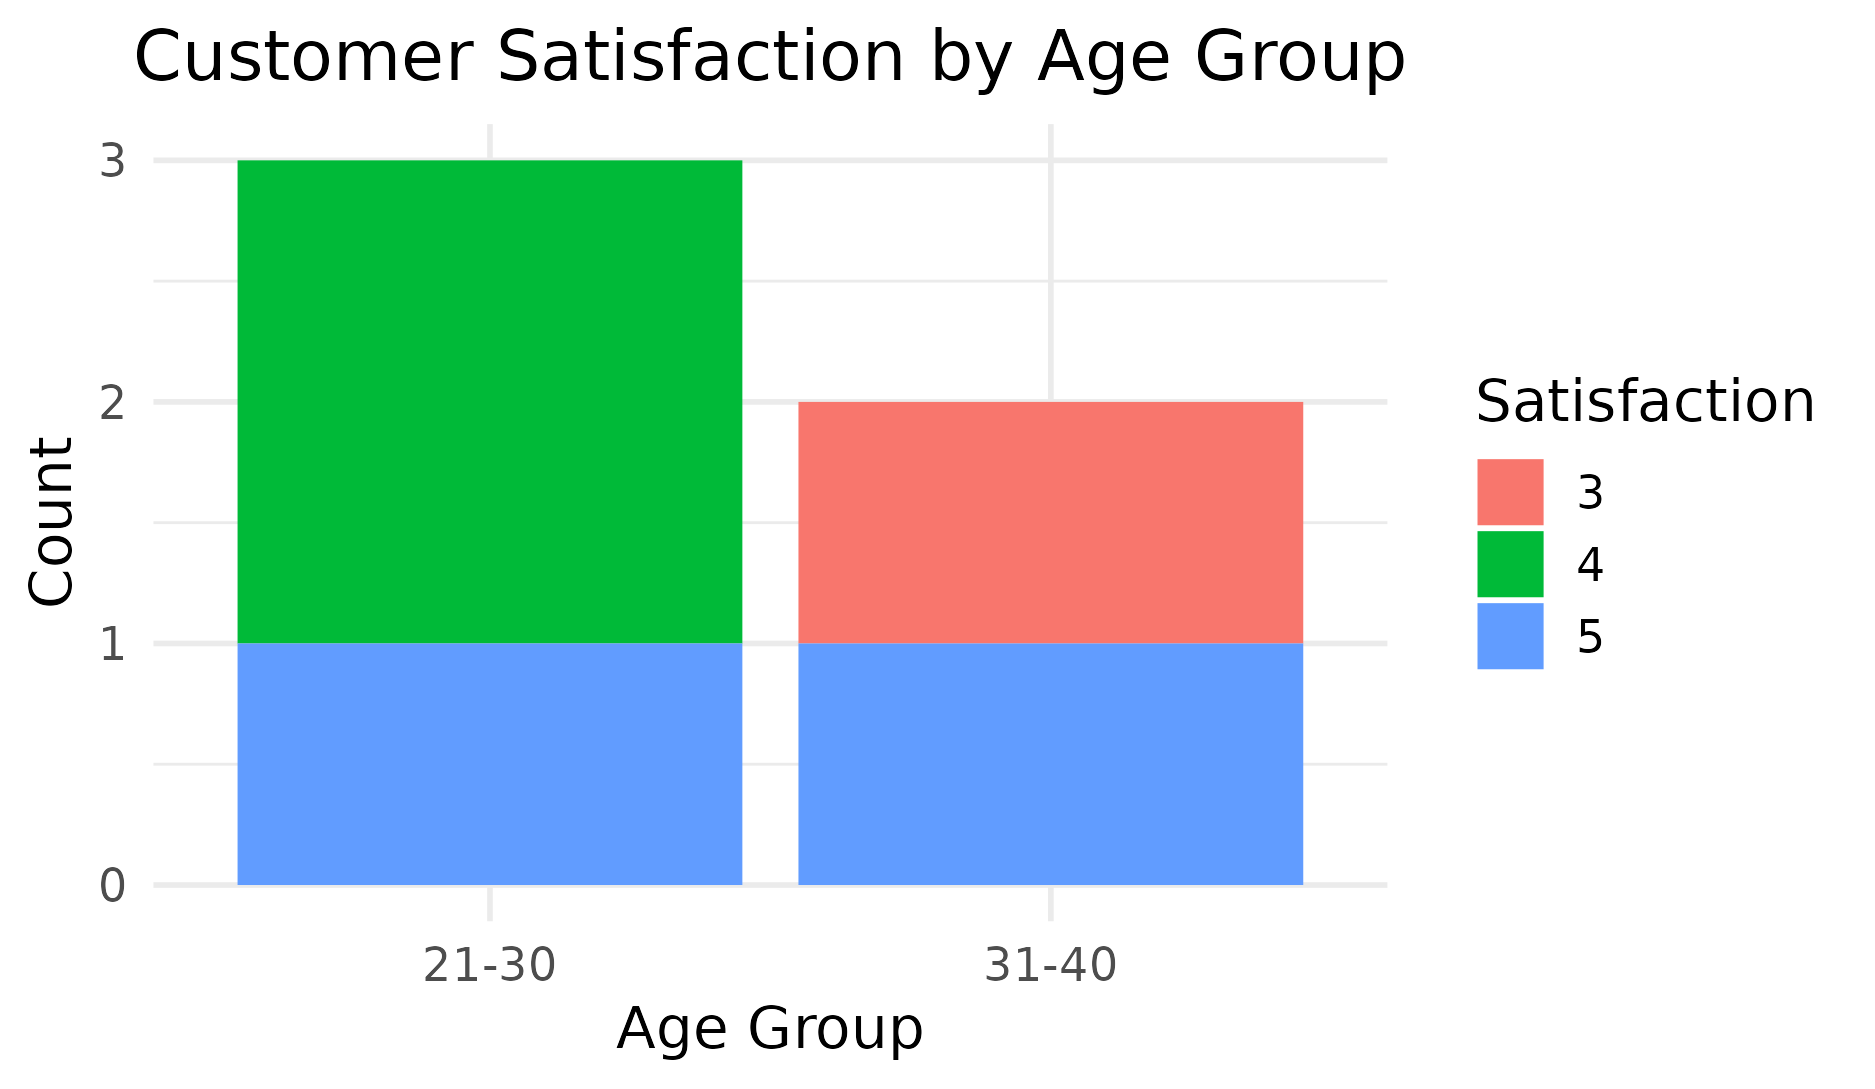 Customer Satisfaction by Age Group
3
2
1
0
Count
21-30
31-40
Age Group
Satisfaction
3
4
5